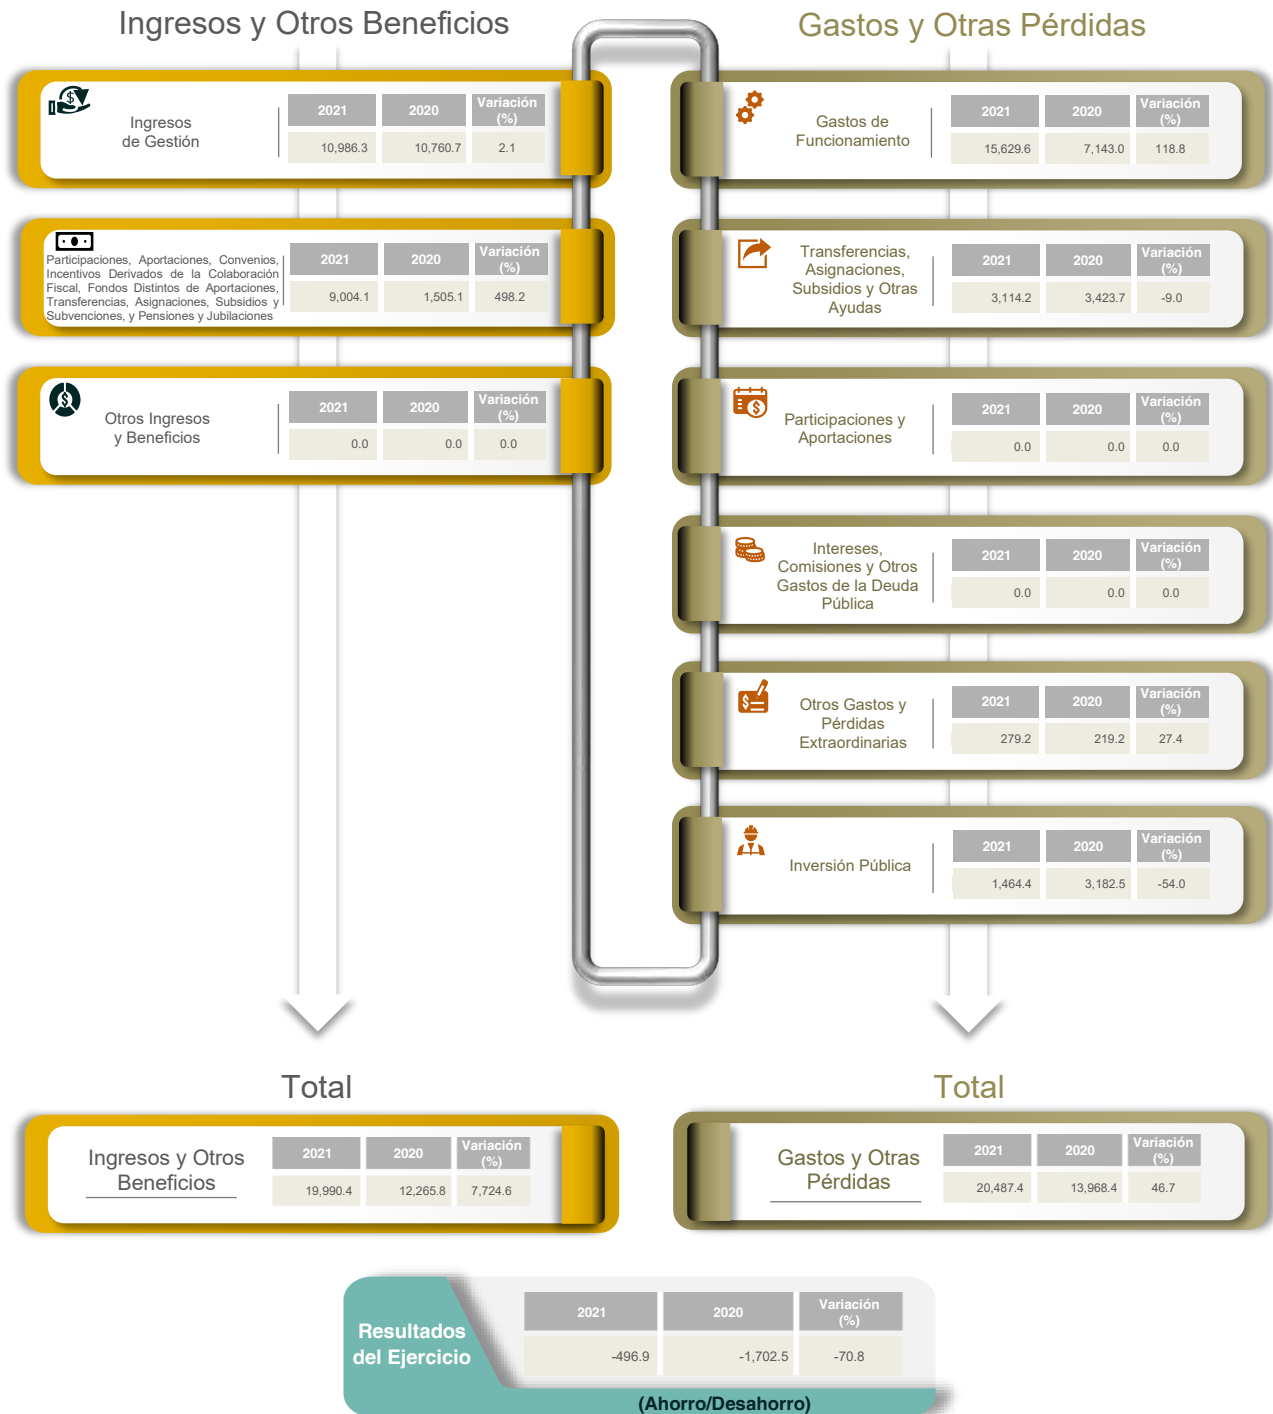 Ingresos y Otros Beneficios
Ingresos
de Gestión
2021 2020 Variación (%)
10,986.3 10,760.7 2.1
Participaciones, Aportaciones, Convenios,
Incentivos Derivados de la Colaboración
Fiscal, Fondos Distintos de Aportaciones,
Transferencias, Asignaciones, Subsidios y
Subvenciones, y Pensiones y Jubilaciones
2021 2020 Variación (%)
9,004.1 1,505.1 498.2
Otros Ingresos
y Beneficios
2021 2020 Variación (%)
0.0 0.0 0.0
Total
Ingresos y Otros
Beneficios
2021 2020 Variación (%)
19,990.4 12,265.8 7,724.6
Gastos y Otras Pérdidas
Gastos de
Funcionamiento
2021 2020 Variación (%)
15,629.6 7,143.0 118.8
Transferencias,
Asignaciones,
Subsidios y Otras
Ayudas
2021 2020 Variación (%)
3,114.2 3,423.7 -9.0
Participaciones y
Aportaciones
2021 2020 Variación (%)
0.0 0.0 0.0
Intereses,
Comisiones y Otros
Gastos de la Deuda
Pública
2021 2020 Variación (%)
0.0 0.0 0.0
Otros Gastos y
Pérdidas
Extraordinarias
2021 2020 Variación (%)
279.2 219.2 27.4
Inversión Pública
2021 2020 Variación (%)
1,464.4 3,182.5 -54.0
Total
Gastos y Otras
Pérdidas
2021 2020 Variación (%)
20,487.4 13,968.4 46.7
Resultados
del Ejercicio
2021 2020 Variación (%)
-496.9 -1,702.5 -70.8
(Ahorro/Desahorro)